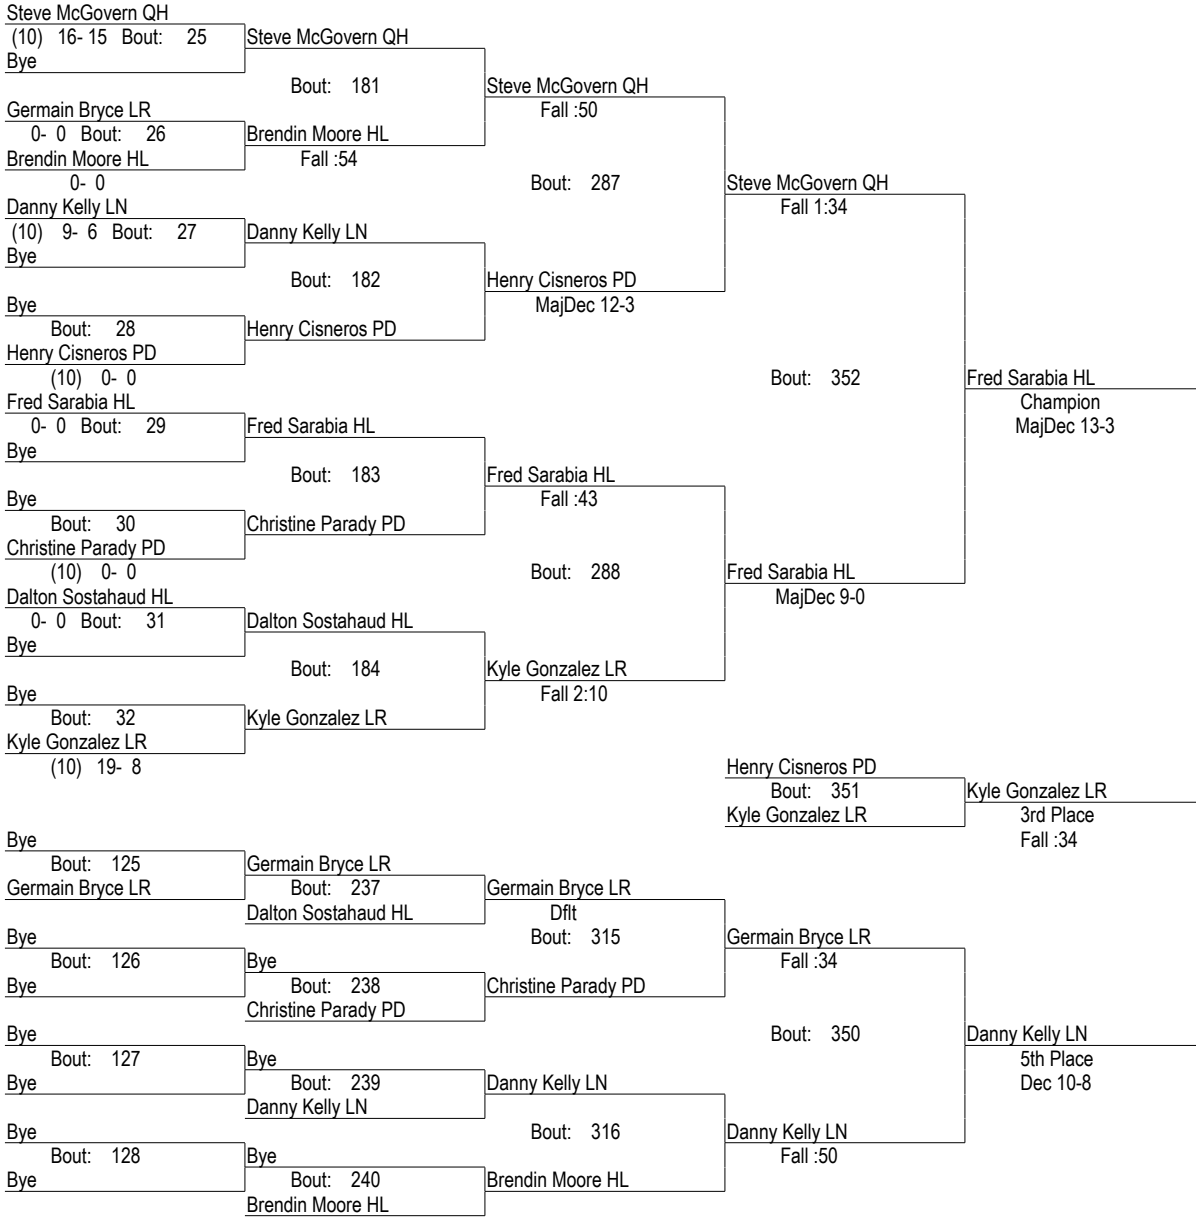 Steve McGovern QH
(10) 16- 15 Bout: 25 Steve McGovern QH
Bye
Bout: 181 Steve McGovern QH
Germain Bryce LR Fall :50
0- 0 Bout: 26 Brendin Moore HL
Brendin Moore HL Fall :54
0- 0 Bout: 287 Steve McGovern QH
Danny Kelly LN Fall 1:34
(10) 9- 6 Bout: 27 Danny Kelly LN
Bye
Bout: 182 Henry Cisneros PD
Bye MajDec 12-3
Bout: 28 Henry Cisneros PD
Henry Cisneros PD
(10) 0- 0 Bout: 352 Fred Sarabia HL
Fred Sarabia HL Champion
0- 0 Bout: 29 Fred Sarabia HL MajDec 13-3
Bye
Bout: 183 Fred Sarabia HL
Bye Fall :43
Bout: 30 Christine Parady PD
Christine Parady PD
(10) 0- 0 Bout: 288 Fred Sarabia HL
Dalton Sostahaud HL MajDec 9-0
0- 0 Bout: 31 Dalton Sostahaud HL
Bye
Bout: 184 Kyle Gonzalez LR
Bye Fall 2:10
Bout: 32 Kyle Gonzalez LR
Kyle Gonzalez LR
(10) 19- 8 Henry Cisneros PD
Bout: 351 Kyle Gonzalez LR
Kyle Gonzalez LR 3rd Place
Bye Fall :34
Bout: 125 Germain Bryce LR
Germain Bryce LR Bout: 237 Germain Bryce LR
Dalton Sostahaud HL Dflt
Bye Bout: 315 Germain Bryce LR
Bout: 126 Bye Fall :34
Bye Bout: 238 Christine Parady PD
Christine Parady PD
Bye Bout: 350 Danny Kelly LN
Bout: 127 Bye 5th Place
Bye Bout: 239 Danny Kelly LN Dec 10-8
Danny Kelly LN
Bye Bout: 316 Danny Kelly LN
Bout: 128 Bye Fall :50
Bye Bout: 240 Brendin Moore HL
Brendin Moore HL